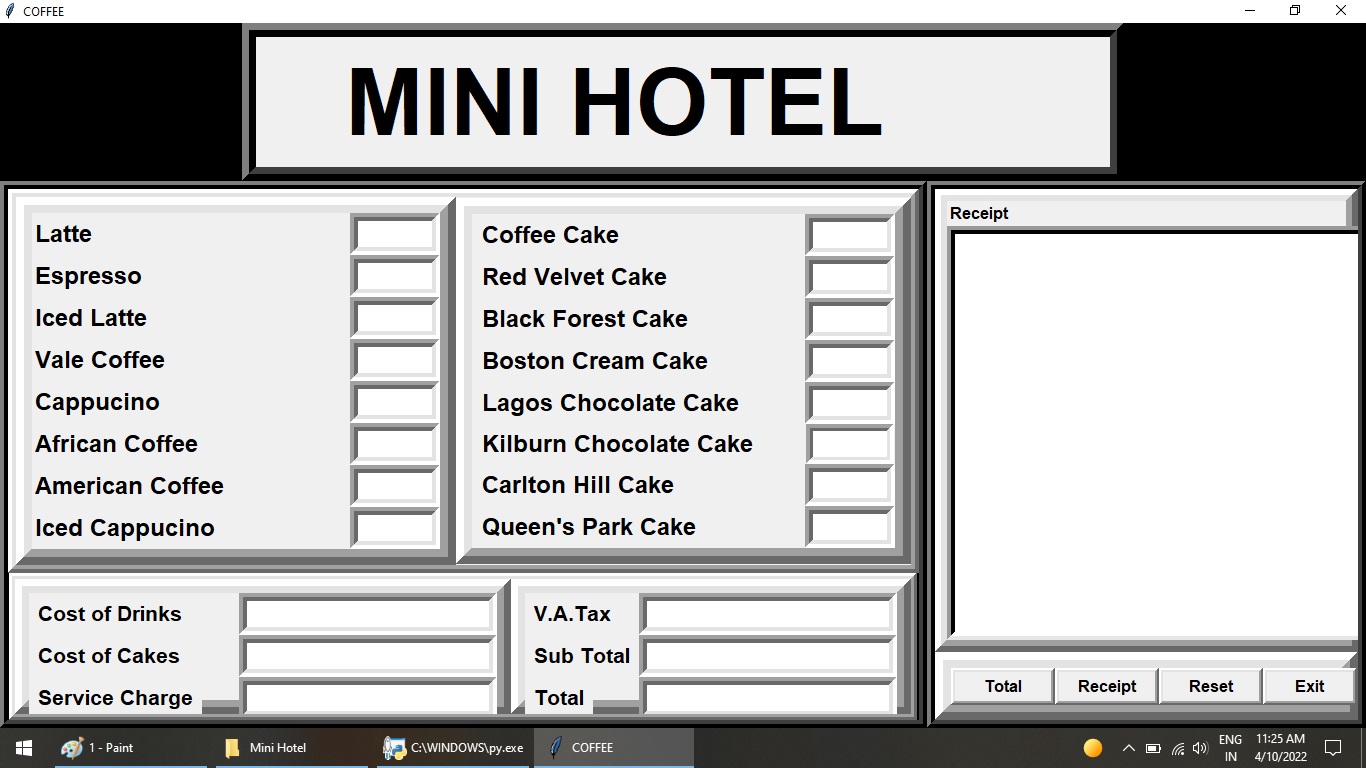 COFFEE
MINI HOTEL
Latte
Espresso
Iced Latte
Vale Coffee
Cappucino
African Coffee
American Coffee
Iced Cappucino
Coffee Cake
Red Velvet Cake
Black Forest Cake
Boston Cream Cake
Lagos Chocolate Cake
Kilburn Chocolate Cake
Carlton Hill Cake
Queen's Park Cake
Receipt
Cost of Drinks
Cost of Cakes
Service Charge
V.A.Tax
Sub Total
Total
Total Receipt Reset Exit
1 - Paint
Mini Hotel
C:\WINDOWS\py.exe
COFFEE
ENG
IN
11:25 AM
4/10/2022